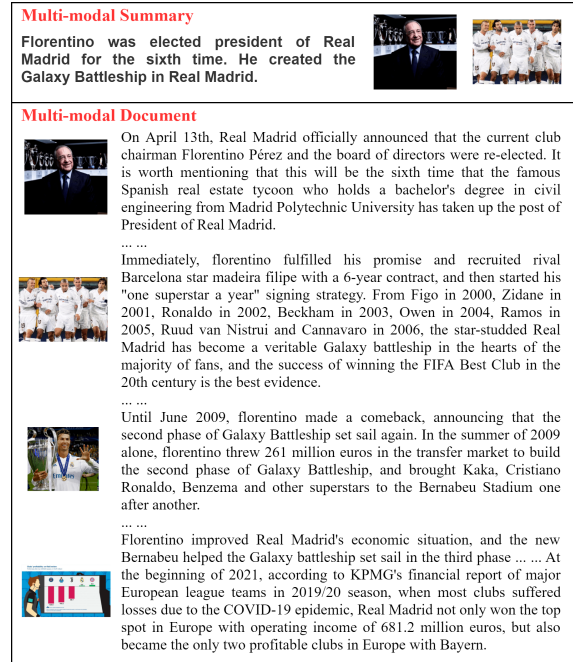 Multi-modal Summary
Florentino was elected president of Real
Madrid for the sixth time. He created the
Galaxy Battleship in Real Madrid.
Multi-modal Document
On April 13th, Real Madrid officially announced that the current club
chairman Florentino Pérez and the board of directors were re-elected. It
is worth mentioning that this will be the sixth time that the famous
Spanish real estate tycoon who holds a bachelor's degree in civil
engineering from Madrid Polytechnic University has taken up the post of
President of Real Madrid.
... ...
Immediately, florentino fulfilled his promise and recruited rival
Barcelona star madeira filipe with a 6-year contract, and then started his
"one superstar a year" signing strategy. From Figo in 2000, Zidane in
2001, Ronaldo in 2002, Beckham in 2003, Owen in 2004, Ramos in
2005, Ruud van Nistrui and Cannavaro in 2006, the star-studded Real
Madrid has become a veritable Galaxy battleship in the hearts of the
majority of fans, and the success of winning the FIFA Best Club in the
20th century is the best evidence.
... ...
Until June 2009, florentino made a comeback, announcing that the
second phase of Galaxy Battleship set sail again. In the summer of 2009
alone, florentino threw 261 million euros in the transfer market to build
the second phase of Galaxy Battleship, and brought Kaka, Cristiano
Ronaldo, Benzema and other superstars to the Bernabeu Stadium one
after another.
... ...
Florentino improved Real Madrid's economic situation, and the new
Bernabeu helped the Galaxy battleship set sail in the third phase ... ... At
the beginning of 2021, according to KPMG's financial report of major
European league teams in 2019/20 season, when most clubs suffered
losses due to the COVID-19 epidemic, Real Madrid not only won the top
spot in Europe with operating income of 681.2 million euros, but also
became the only two profitable clubs in Europe with Bayern.